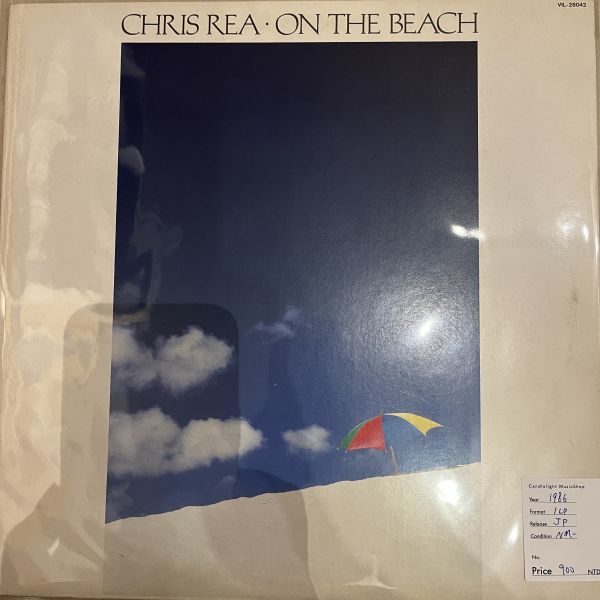 VIL-28042
CHRIS REA · ON THE BEACH
Candlelight MusicShop
Year 1986
Format 1LP
Release JP
Condition NM-
No.
Price 900 NTD